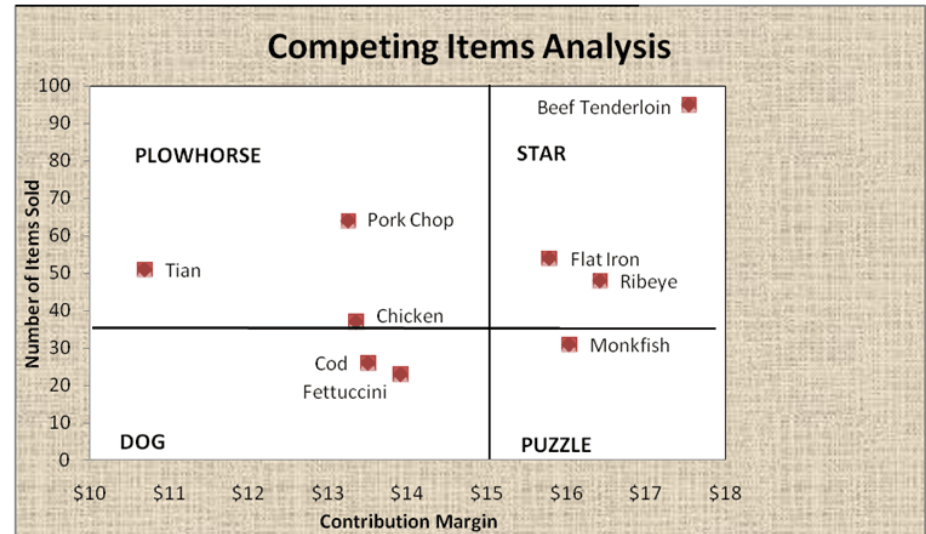 Competing Items Analysis
Number of Items Sold
100
90
80
70
60
50
40
30
20
10
0
Beef Tenderloin
PLOWHORSE
STAR
Pork Chop
Tian
Flat Iron
Ribeye
Chicken
Monkfish
Cod
Fettuccini
DOG
PUZZLE
$10 $11 $12 $13 $14 $15 $16 $17 $18
Contribution Margin